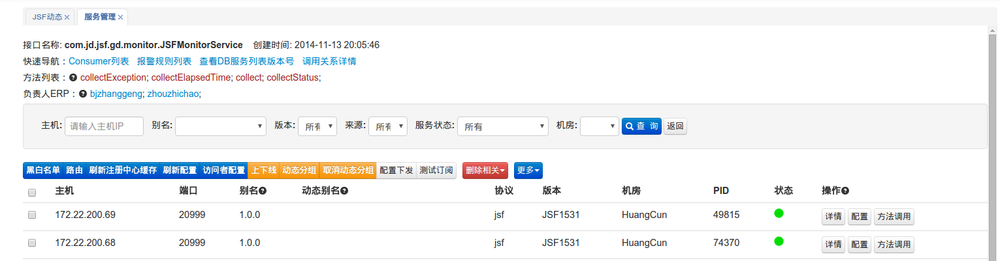 JSF动态 × 服务管理 ×
接口名称: com.jd.jsf.gd.monitor.JSFMonitorService 创建时间: 2014-11-13 20:05:46
快速导航：Consumer列表 报警规则列表 查看DB服务列表版本号 调用关系详情
方法列表： collectException; collectElapsedTime; collect; collectStatus;
负责人ERP： bjzhanggeng; zhouzhichao;
主机: 请输入主机IP 别名: 版本: 所有 来源: 所有 服务状态: 所有 机房: 查 询 返回
黑白名单 路由 刷新注册中心缓存 刷新配置 访问者配置 上下线 动态分组 取消动态分组 配置下发 测试订阅 删除相关 更多
主机 端口 别名 动态别名 协议 版本 机房 PID 状态 操作
172.22.200.69 20999 1.0.0 jsf JSF1531 HuangCun 49815 详情 配置 方法调用
172.22.200.68 20999 1.0.0 jsf JSF1531 HuangCun 74370 详情 配置 方法调用